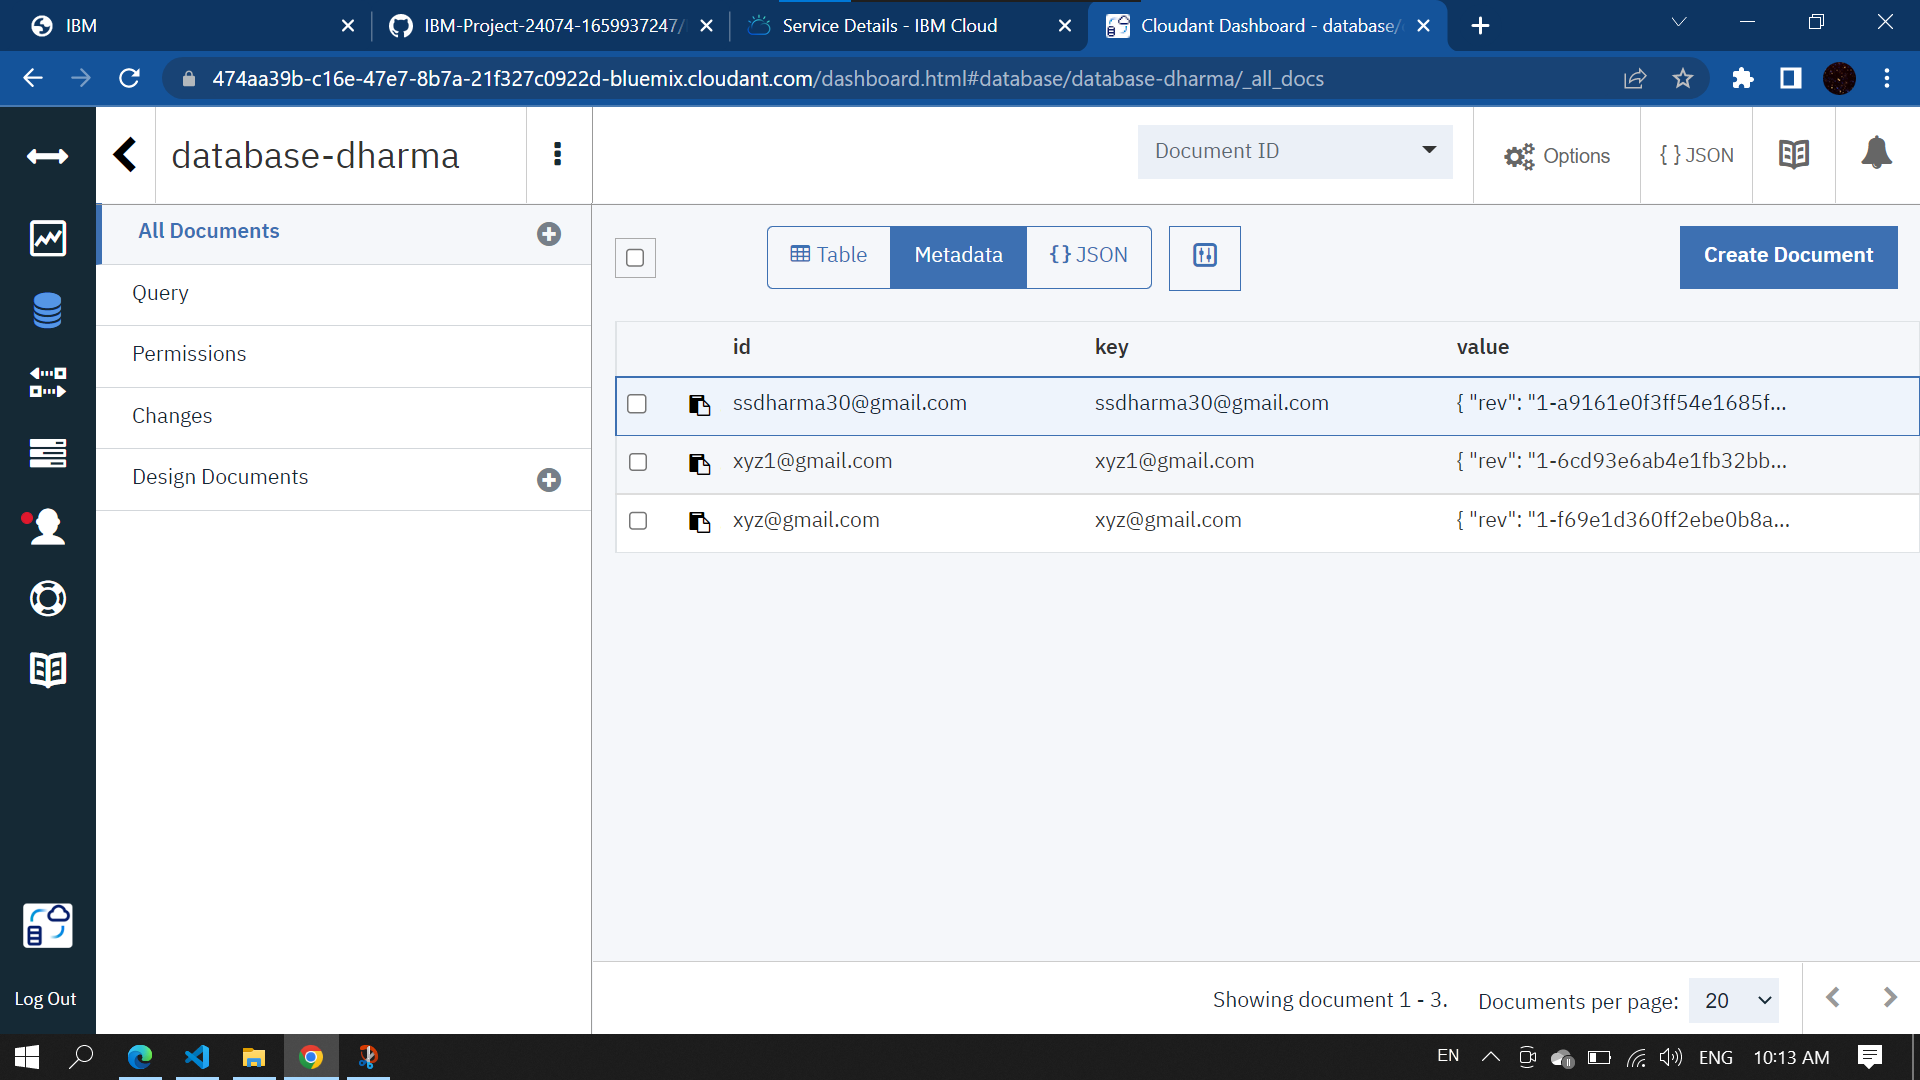 IBM
IBM-Project-24074-1659937247/
Service Details - IBM Cloud
Cloudant Dashboard - database/
474aa39b-c16e-47e7-8b7a-21f327c0922d-bluemix.cloudant.com/dashboard.html#database/database-dharma/_all_docs
database-dharma
Document ID
Options
{ } JSON
All Documents
Query
Permissions
Changes
Design Documents
Table
Metadata
{} JSON
Create Document
id key value
ssdharma30@gmail.com ssdharma30@gmail.com { "rev": "1-a9161e0f3ff54e1685f...
xyz1@gmail.com xyz1@gmail.com { "rev": "1-6cd93e6ab4e1fb32bb...
xyz@gmail.com xyz@gmail.com { "rev": "1-f69e1d360ff2ebe0b8a...
Log Out
Showing document 1 - 3.
Documents per page: 20
EN
ENG
10:13 AM